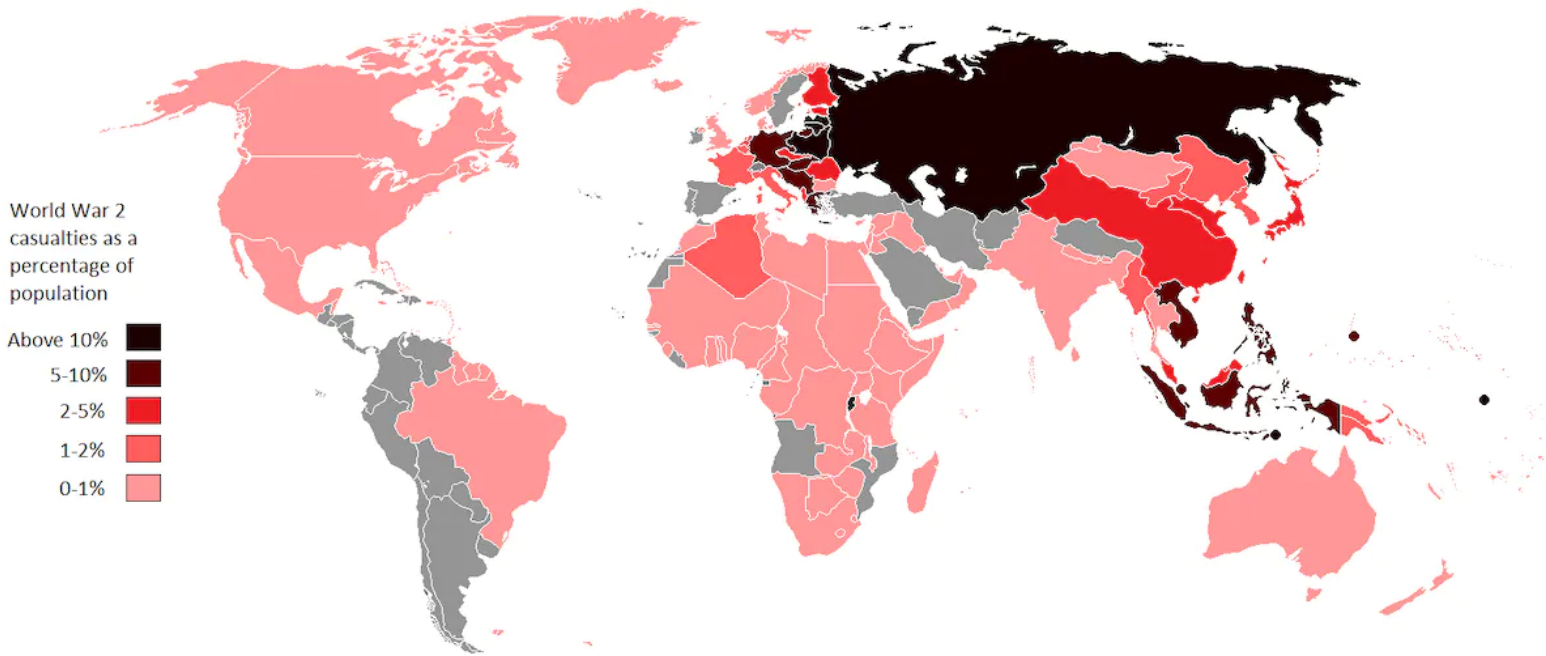 World War 2
casualties as a
percentage of
population
Above 10%
5-10%
2-5%
1-2%
0-1%